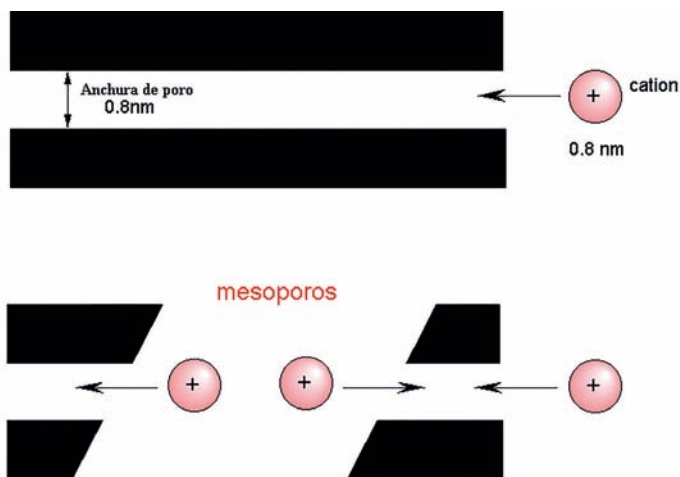 Anchura de poro
0.8nm
+
cation
0.8 nm
mesoporos
+
+
+